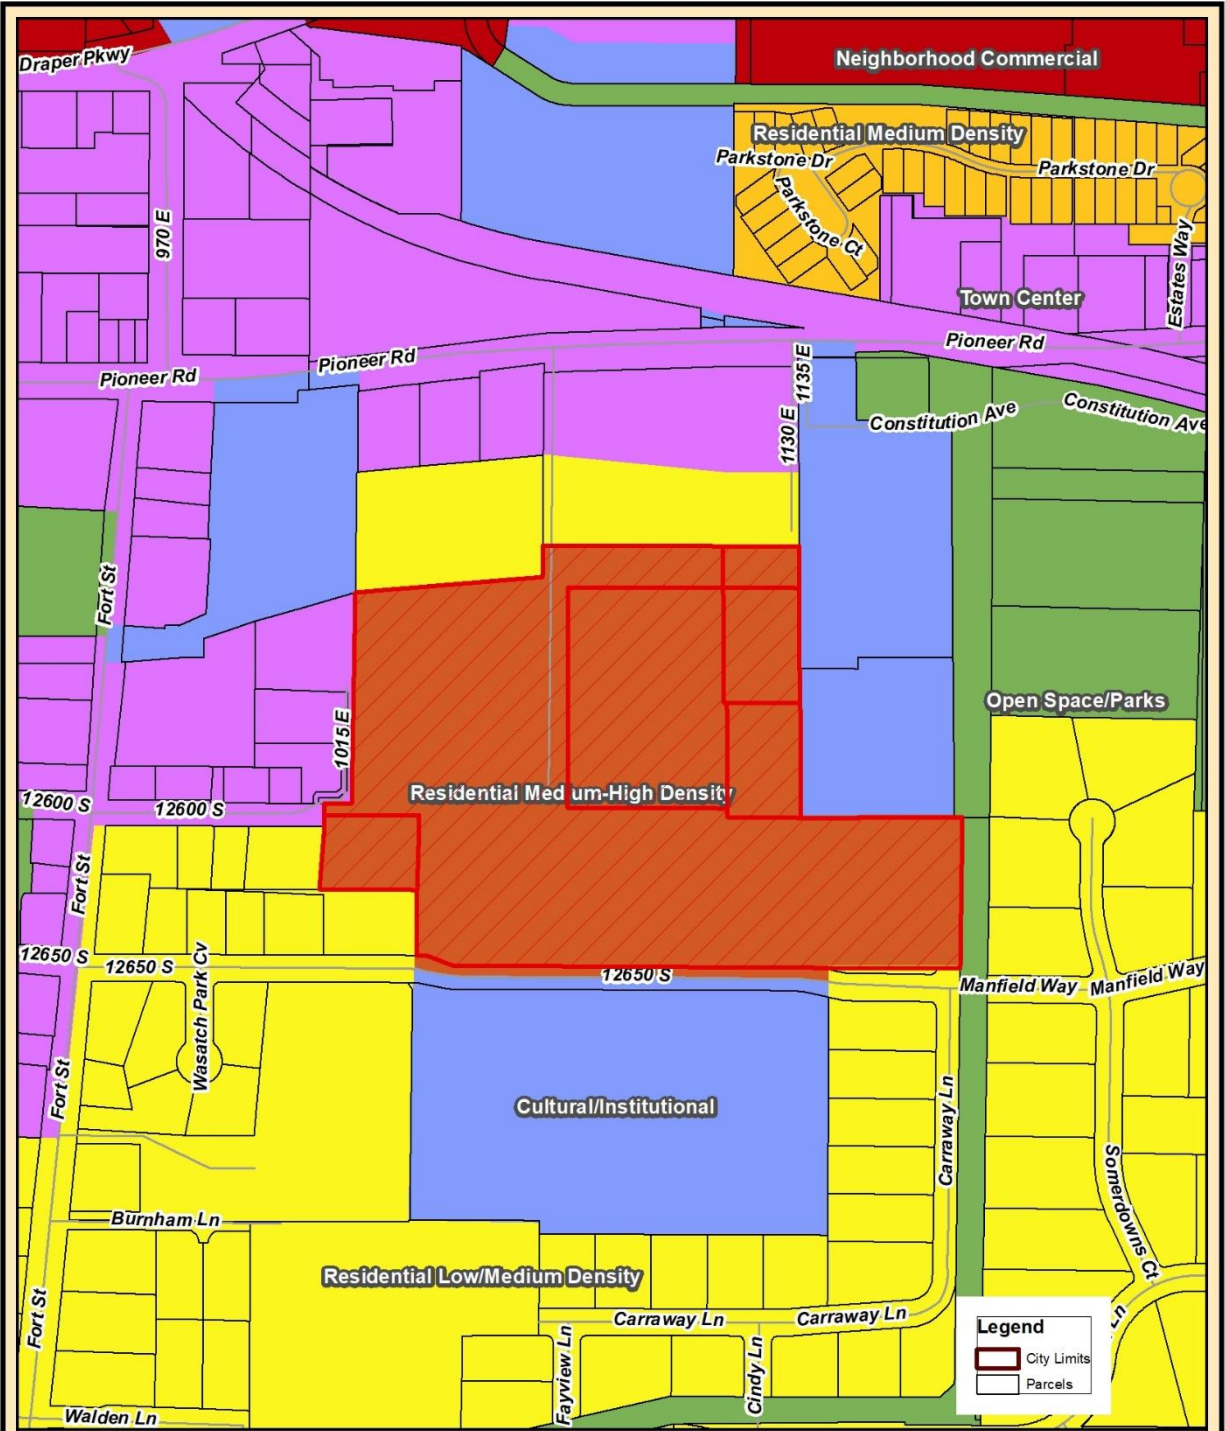 Draper Pkwy
Neighborhood Commercial
Residential Medium Density
Parkstone Dr
Parkstone Dr
Parkstone Ct
970 E
Estates Way
Town Center
Pioneer Rd
Pioneer Rd
Pioneer Rd
1135 E
1130 E
Constitution Ave
Constitution Ave
Fort St
Open Space/Parks
1015 E
Residential Medium-High Density
12600 S
12600 S
Fort St
12650 S
12650 S
Wasatch Park Cv
12650 S
Manfield Way
Manfield Way
Fort St
Cultural/Institutional
Carraway Ln
Somerdowns Ct
Burnham Ln
Residential Low/Medium Density
Fort St
Carraway Ln
Carraway Ln
Fayview Ln
Cindy Ln
Ln
Walden Ln
Legend
City Limits
Parcels